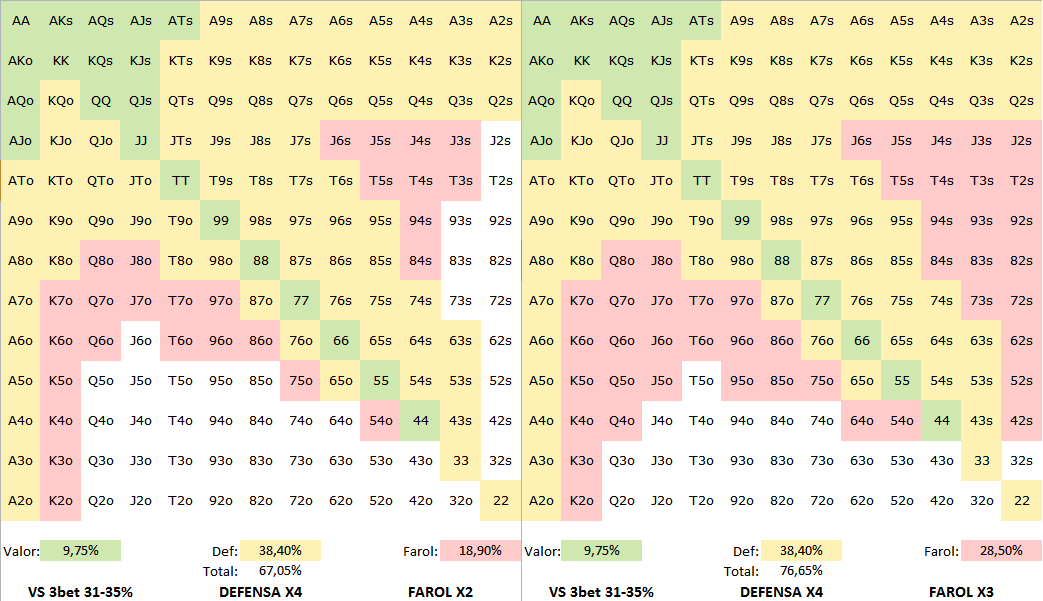 AA AKs AQs AJs ATs A9s A8s A7s A6s A5s A4s A3s A2s AA AKs AQs AJs ATs A9s A8s A7s A6s A5s A4s A3s A2s
AKo KK KQs KJs KTs K9s K8s K7s K6s K5s K4s K3s K2s AKo KK KQs KJs KTs K9s K8s K7s K6s K5s K4s K3s K2s
AQo KQo QQ QJs QTs Q9s Q8s Q7s Q6s Q5s Q4s Q3s Q2s AQo KQo QQ QJs QTs Q9s Q8s Q7s Q6s Q5s Q4s Q3s Q2s
AJo KJo QJo JJ JTs J9s J8s J7s J6s J5s J4s J3s J2s AJo KJo QJo JJ JTs J9s J8s J7s J6s J5s J4s J3s J2s
ATo KTo QTo JTo TT T9s T8s T7s T6s T5s T4s T3s T2s ATo KTo QTo JTo TT T9s T8s T7s T6s T5s T4s T3s T2s
A9o K9o Q9o J9o T9o 99 98s 97s 96s 95s 94s 93s 92s A9o K9o Q9o J9o T9o 99 98s 97s 96s 95s 94s 93s 92s
A8o K8o Q8o J8o T8o 98o 88 87s 86s 85s 84s 83s 82s A8o K8o Q8o J8o T8o 98o 88 87s 86s 85s 84s 83s 82s
A7o K7o Q7o J7o T7o 97o 87o 77 76s 75s 74s 73s 72s A7o K7o Q7o J7o T7o 97o 87o 77 76s 75s 74s 73s 72s
A6o K6o Q6o J6o T6o 96o 86o 76o 66 65s 64s 63s 62s A6o K6o Q6o J6o T6o 96o 86o 76o 66 65s 64s 63s 62s
A5o K5o Q5o J5o T5o 95o 85o 75o 65o 55 54s 53s 52s A5o K5o Q5o J5o T5o 95o 85o 75o 65o 55 54s 53s 52s
A4o K4o Q4o J4o T4o 94o 84o 74o 64o 54o 44 43s 42s A4o K4o Q4o J4o T4o 94o 84o 74o 64o 54o 44 43s 42s
A3o K3o Q3o J3o T3o 93o 83o 73o 63o 53o 43o 33 32s A3o K3o Q3o J3o T3o 93o 83o 73o 63o 53o 43o 33 32s
A2o K2o Q2o J2o T2o 92o 82o 72o 62o 52o 42o 32o 22 A2o K2o Q2o J2o T2o 92o 82o 72o 62o 52o 42o 32o 22
Valor: 9,75% Def: 38,40% Farol: 18,90% Valor: 9,75% Def: 38,40% Farol: 28,50%
Total: 67,05% Total: 76,65%
VS 3bet 31-35% DEFENSA X4 FAROL X2 VS 3bet 31-35% DEFENSA X4 FAROL X3